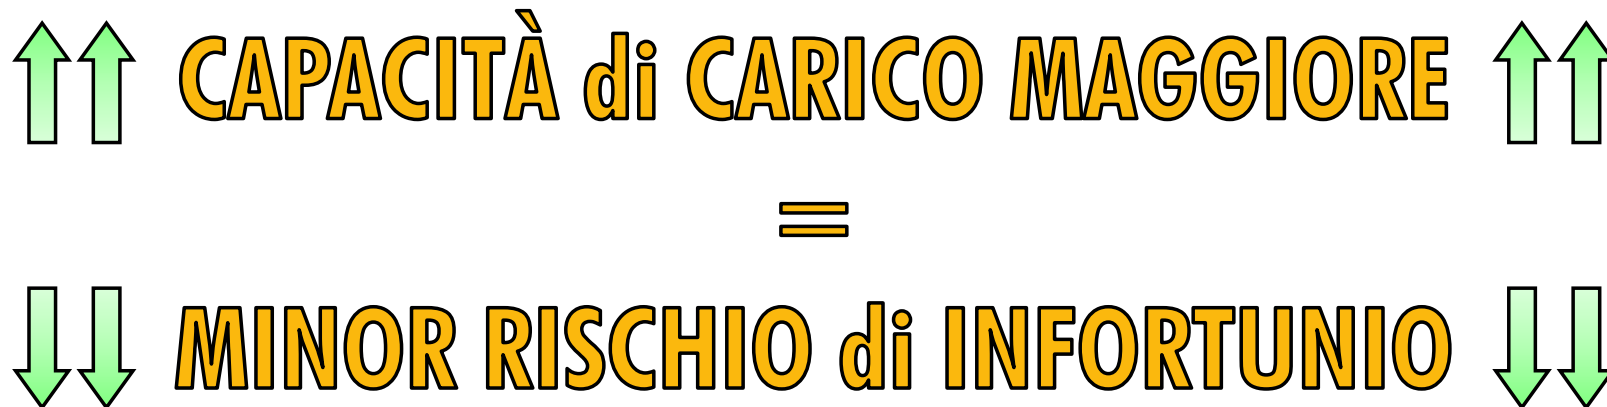 CAPACITÀ di CARICO MAGGIORE
=
MINOR RISCHIO di INFORTUNIO